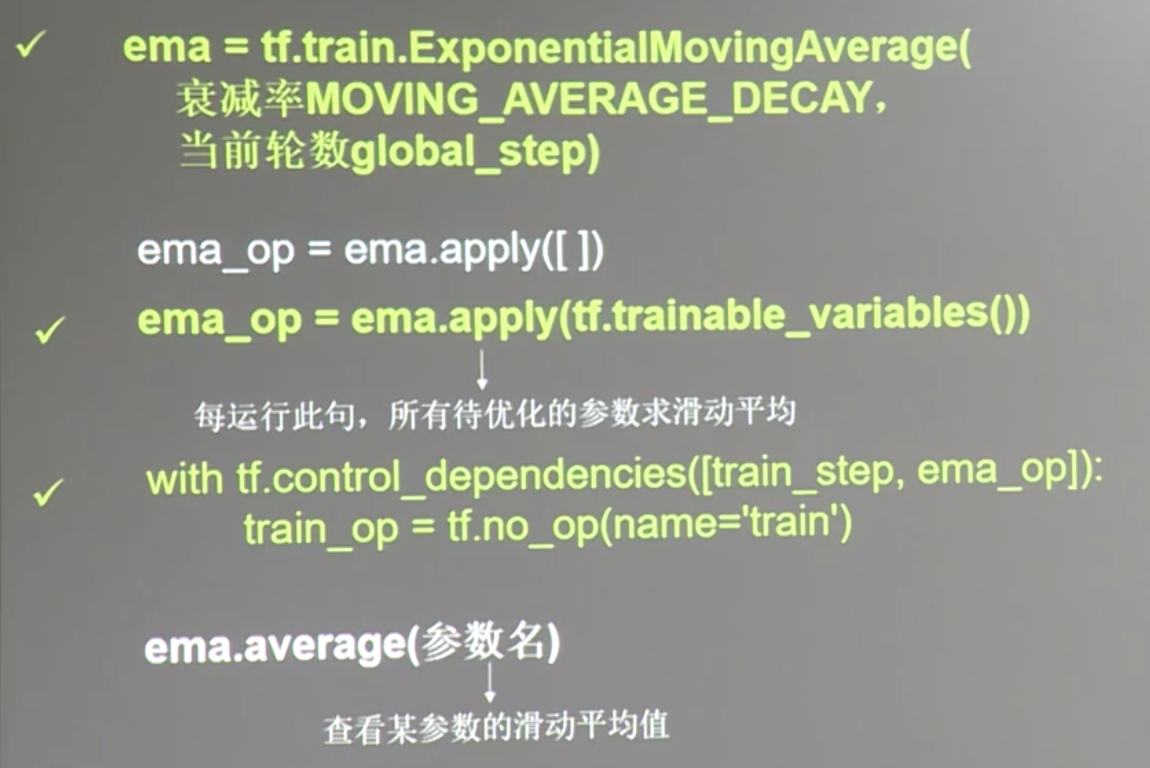 ✓ ema = tf.train.ExponentialMovingAverage(
衰减率MOVING_AVERAGE_DECAY，
当前轮数global_step)
ema_op = ema.apply([ ])
✓ ema_op = ema.apply(tf.trainable_variables())
每运行此句，所有待优化的参数求滑动平均
✓ with tf.control_dependencies([train_step, ema_op]):
train_op = tf.no_op(name='train')
ema.average(参数名)
查看某参数的滑动平均值